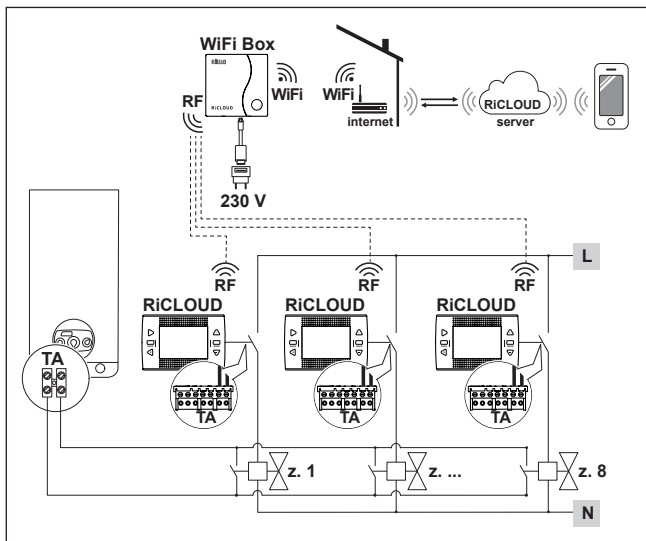 WiFi Box
RIELLO
RiCLOUD
WiFi
RF
230 V
WiFi
internet
RiCLOUD
server
RF
RF
RF
L
RiCLOUD
RiCLOUD
RiCLOUD
TA
TA
TA
TA
z. 1
z. ...
z. 8
N